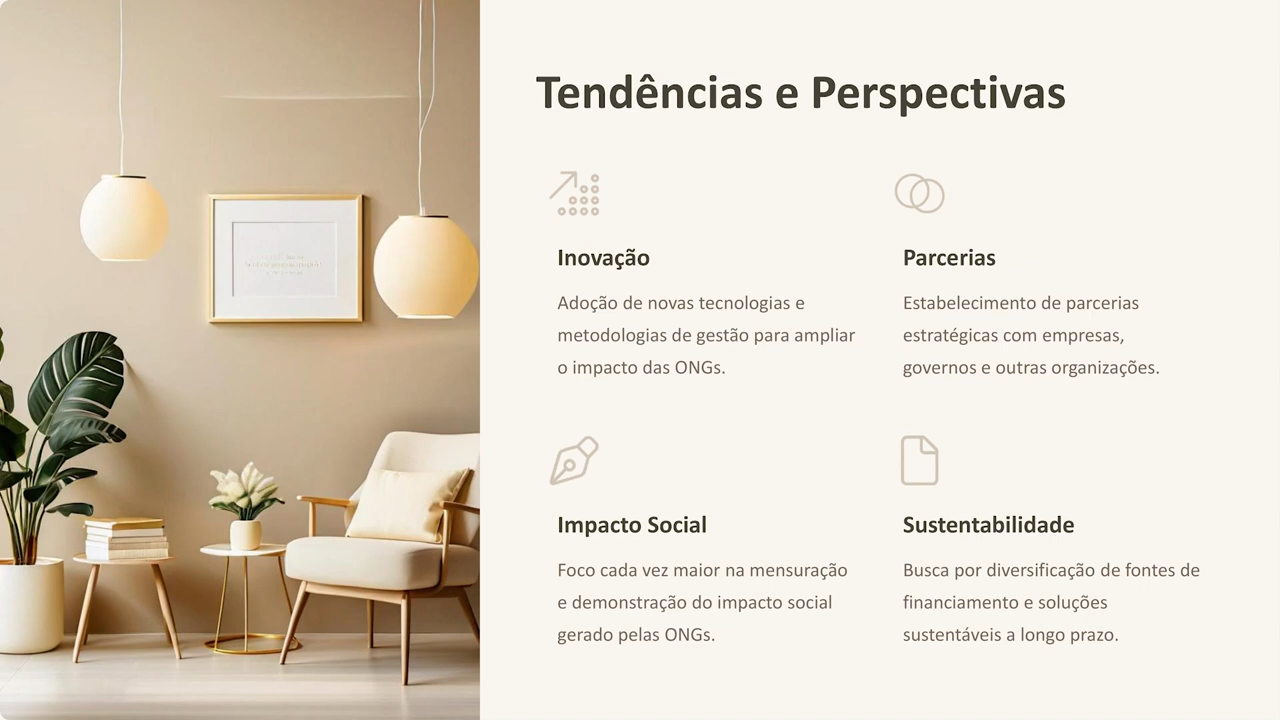 Tendências e Perspectivas
Inovação
Adoção de novas tecnologias e
metodologias de gestão para ampliar
o impacto das ONGs.
Parcerias
Estabelecimento de parcerias
estratégicas com empresas,
governos e outras organizações.
Impacto Social
Foco cada vez maior na mensuração
e demonstração do impacto social
gerado pelas ONGs.
Sustentabilidade
Busca por diversificação de fontes de
financiamento e soluções
sustentáveis a longo prazo.